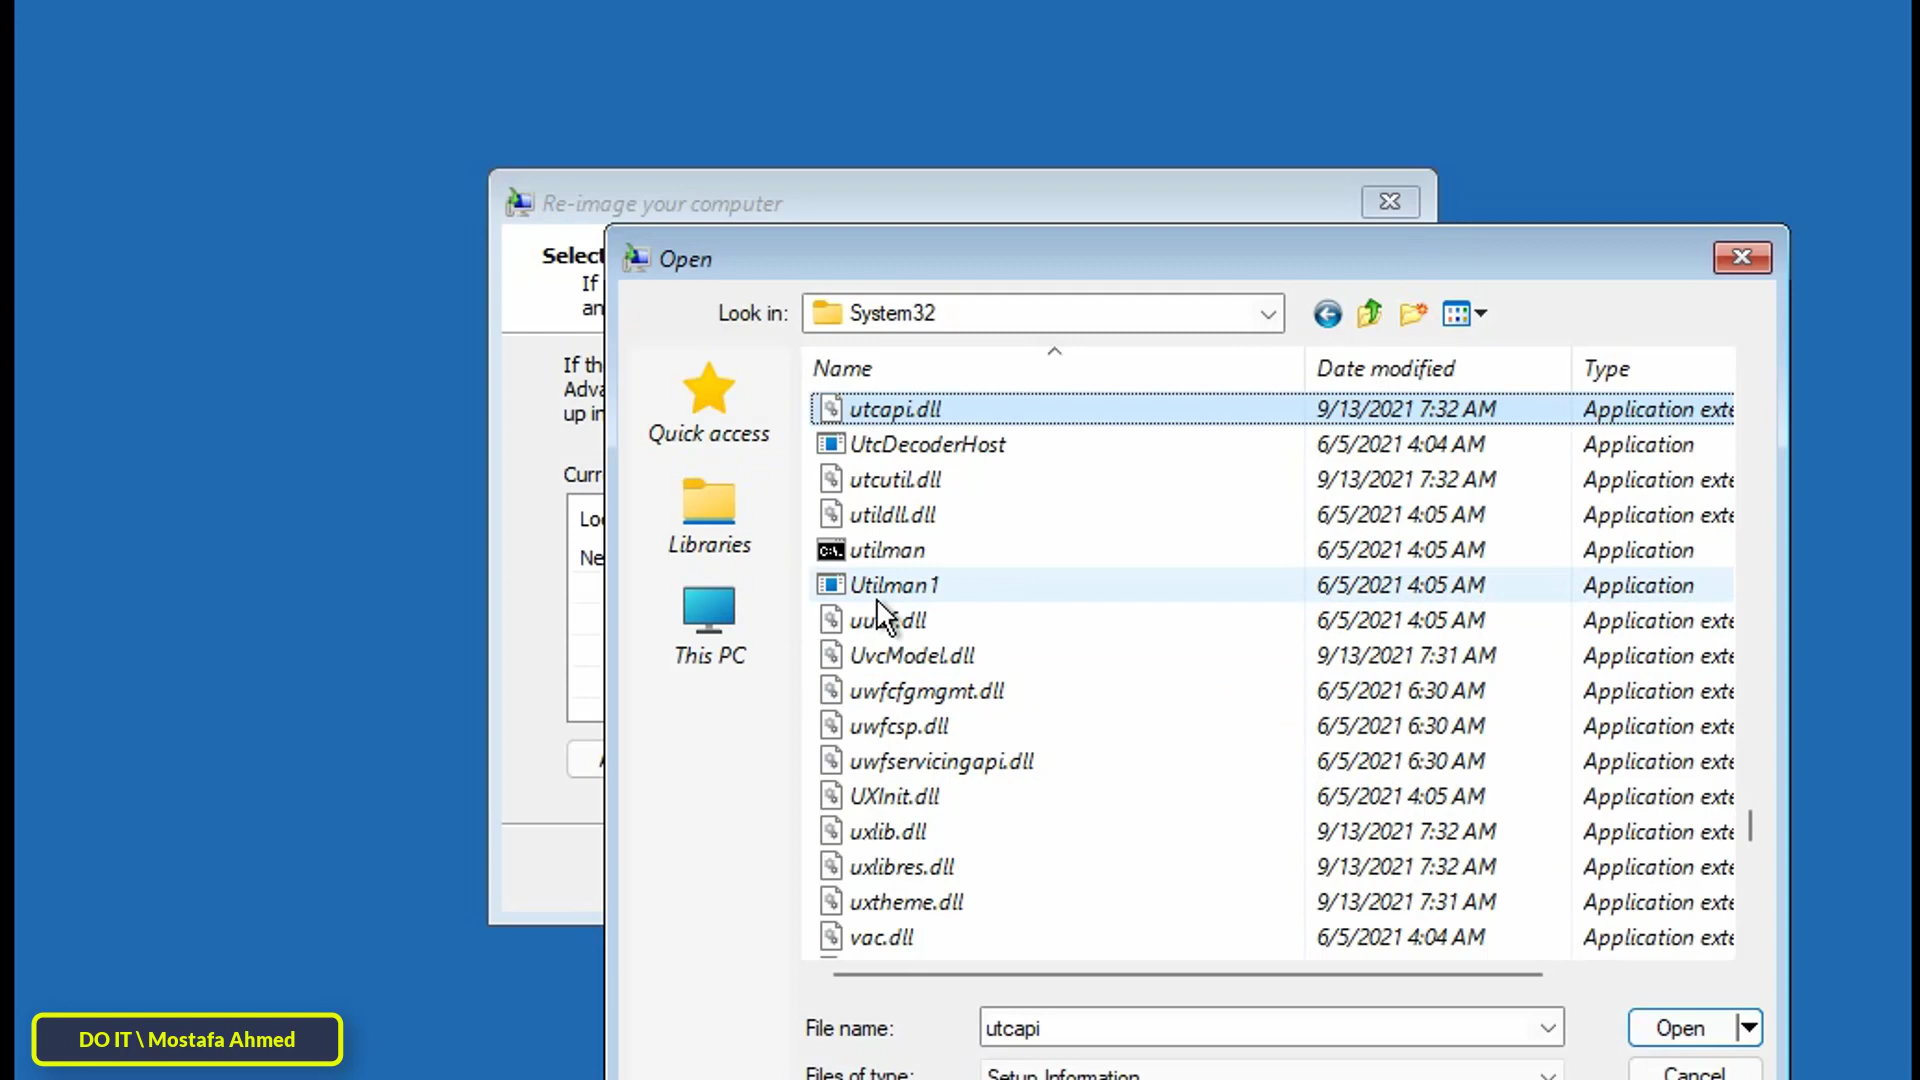 Re-image your computer
Select
If
an
Open
Look in: System32
If th
Adva
up in
Name Date modified Type
utcapi.dll 9/13/2021 7:32 AM Application exte
Quick access
UtcDecoderHost 6/5/2021 4:04 AM Application
Curr
utcutil.dll 9/13/2021 7:32 AM Application exte
Loc
utildll.dll 6/5/2021 4:05 AM Application exte
Libraries
Ne
C:\. utilman 6/5/2021 4:05 AM Application
Utilman1 6/5/2021 4:05 AM Application
.dll 6/5/2021 4:05 AM Application exte
This PC
UvcModel.dll 9/13/2021 7:31 AM Application exte
uwfcfgmgmt.dll 6/5/2021 6:30 AM Application exte
uwfcsp.dll 6/5/2021 6:30 AM Application exte
uwfservicingapi.dll 6/5/2021 6:30 AM Application exte
UXInit.dll 6/5/2021 4:05 AM Application exte
uxlib.dll 9/13/2021 7:32 AM Application exte
uxlibres.dll 9/13/2021 7:32 AM Application exte
uxtheme.dll 9/13/2021 7:31 AM Application exte
vac.dll 6/5/2021 4:04 AM Application exte
File name: utcapi Open
Files of type: Setup Information Cancel
DO IT \ Mostafa Ahmed